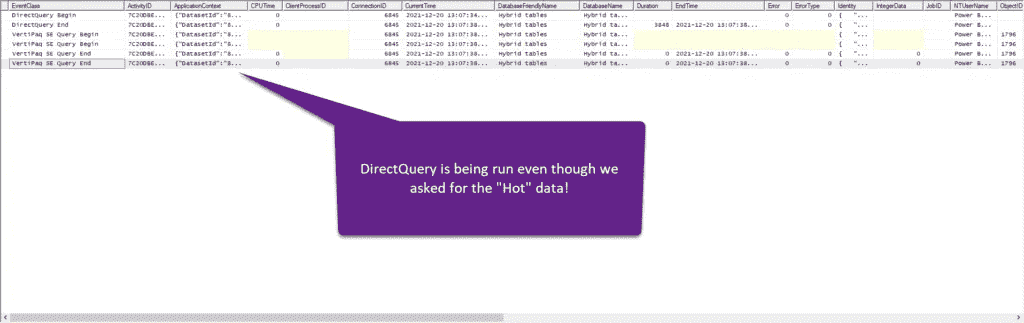 EventClass ActivityID ApplicationContext CPUTime ClientProcessID ConnectionID CurrentTime DatabaseFriendlyName DatabaseName Duration EndTime Error ErrorType Identity IntegerData JobID NTUserName ObjectID
DirectQuery Begin 7C20DBE... {"DatasetId":"8... 0 6845 2021-12-20 13:07:38... Hybrid tables Hybrid ta... 0 0 { "... Power B...
DirectQuery End 7C20DBE... {"DatasetId":"8... 0 6845 2021-12-20 13:07:38... Hybrid tables Hybrid ta... 3848 2021-12-20 13:07:38... 0 0 { "... Power B...
VertiPaq SE Query Begin 7C20DBE... {"DatasetId":"8... 6845 2021-12-20 13:07:38... Hybrid tables Hybrid ta... { "... Power B... 1796
VertiPaq SE Query Begin 7C20DBE... {"DatasetId":"8... 6845 2021-12-20 13:07:38... Hybrid tables Hybrid ta... { "... Power B... 1796
VertiPaq SE Query End 7C20DBE... {"DatasetId":"8... 0 6845 2021-12-20 13:07:38... Hybrid tables Hybrid ta... 0 2021-12-20 13:07:38... 0 { "... 0 Power B... 1796
VertiPaq SE Query End 7C20DBE... {"DatasetId":"8... 0 6845 2021-12-20 13:07:38... Hybrid tables Hybrid ta... 0 2021-12-20 13:07:38... 0 { "... 0 Power B... 1796
DirectQuery is being run even though we
asked for the "Hot" data!